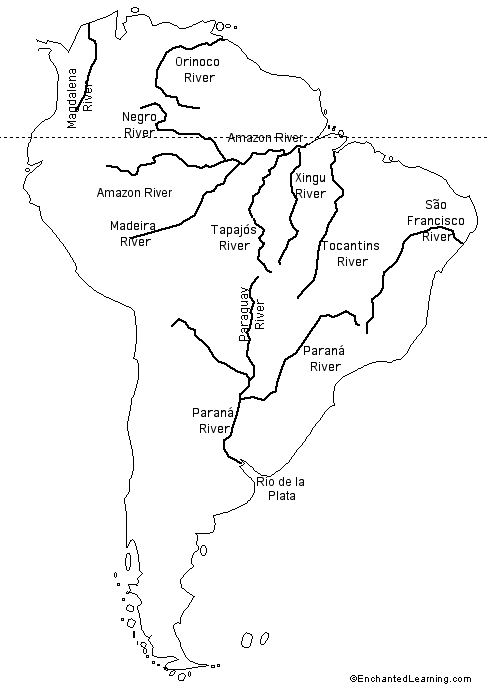 Orinoco
River
Magdalena
River
Negro
River
Amazon River
Amazon River
Xingu
River
São
Francisco
River
Madeira
River
Tapajós
River
Tocantins
River
Paraguay
River
Paraná
River
Paraná
River
Río de la
Plata
©EnchantedLearning.com